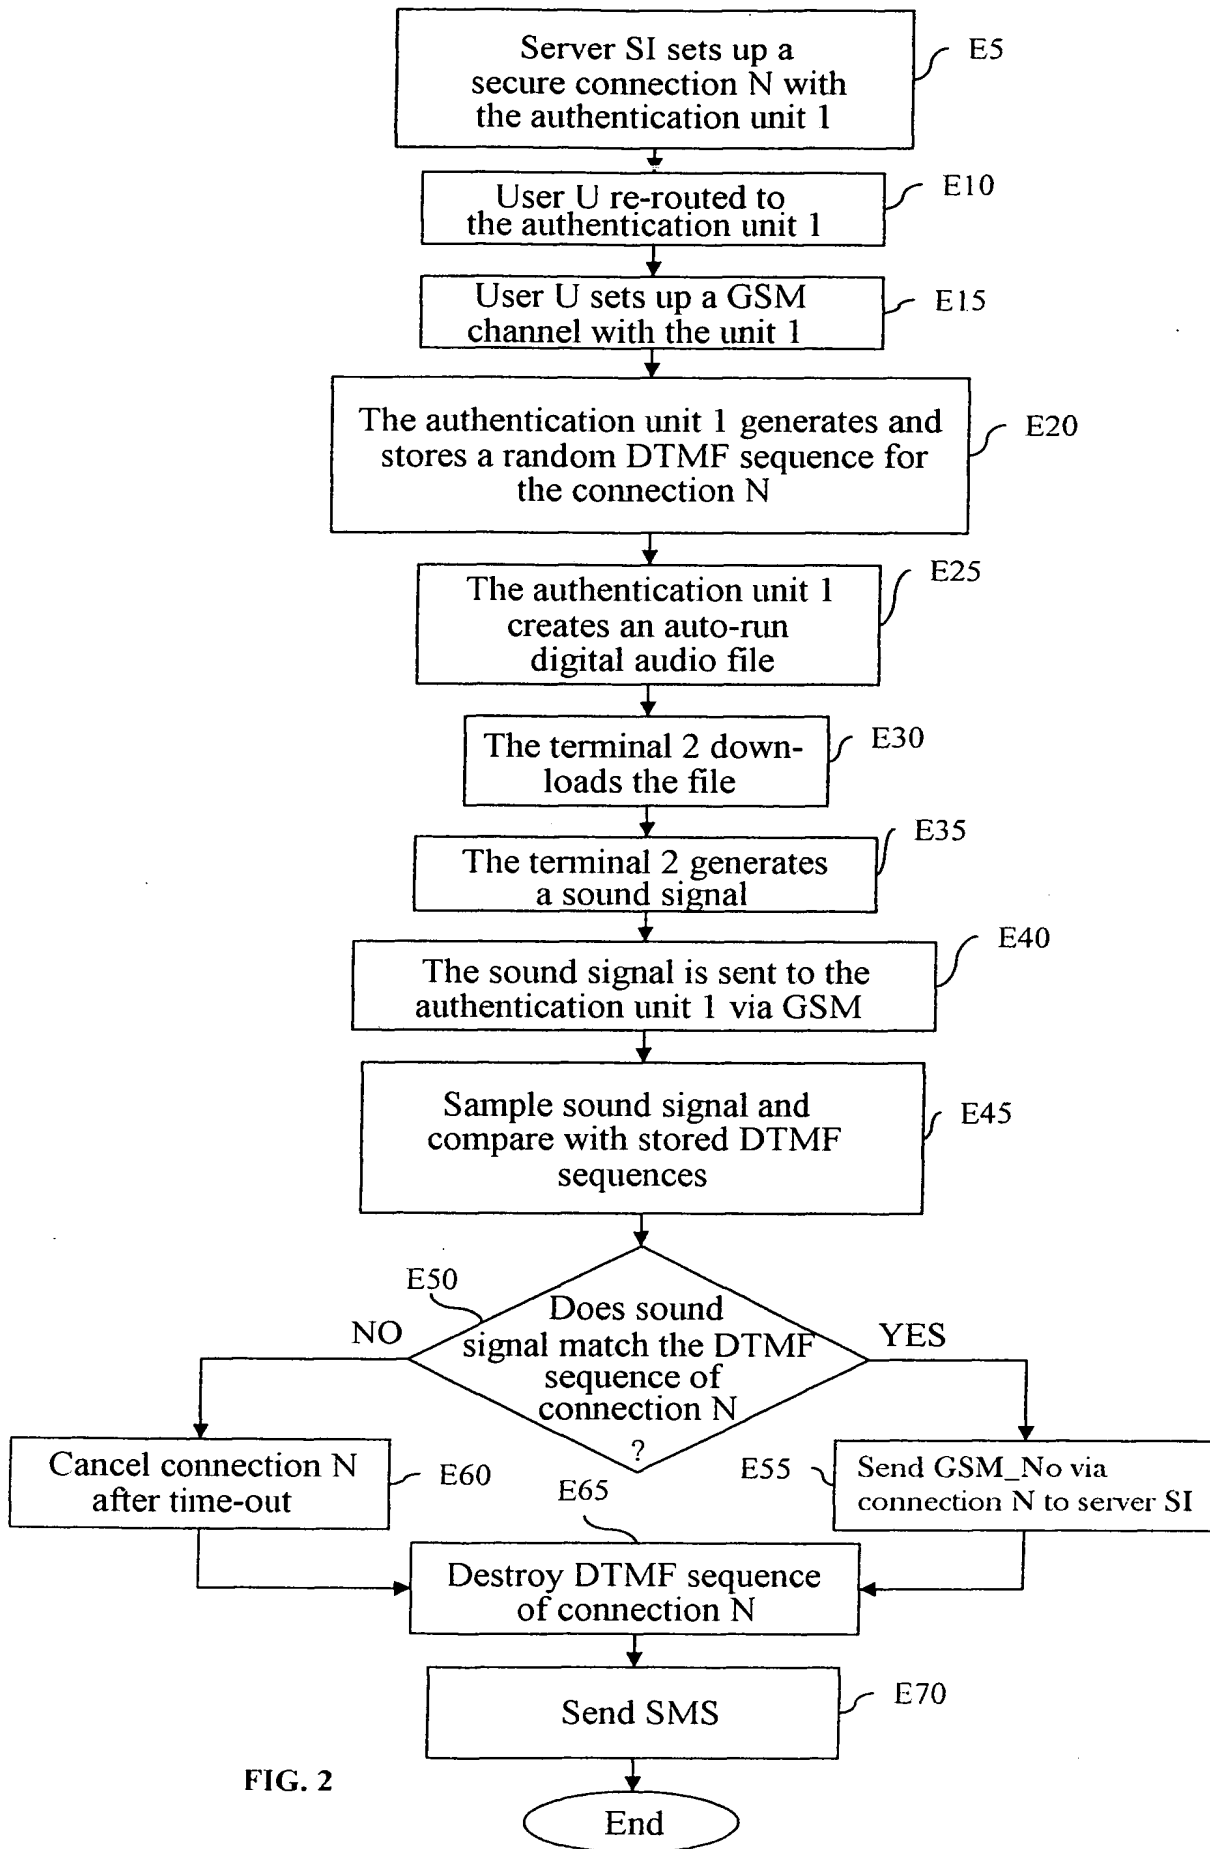 Server SI sets up a
secure connection N with
the authentication unit 1
E5
User U re-routed to
the authentication unit 1
E10
User U sets up a GSM
channel with the unit 1
E15
The authentication unit 1 generates and
stores a random DTMF sequence for
the connection N
E20
The authentication unit 1
creates an auto-run
digital audio file
E25
The terminal 2 down-
loads the file
E30
The terminal 2 generates
a sound signal
E35
The sound signal is sent to the
authentication unit 1 via GSM
E40
Sample sound signal and
compare with stored DTMF
sequences
E45
E50
Does sound
signal match the DTMF
sequence of
connection N
?
NO
YES
Cancel connection N
after time-out
E60
E55
Send GSM_No via
connection N to server SI
E65
Destroy DTMF sequence
of connection N
Send SMS
E70
FIG. 2
End